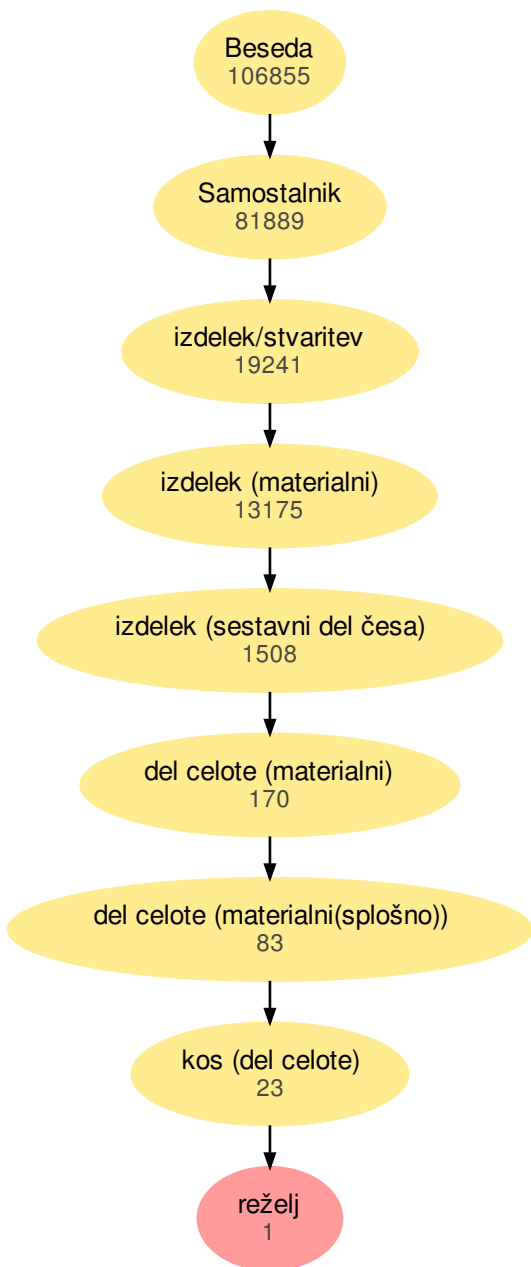 Beseda
106855
Samostalnik
81889
izdelek/stvaritev
19241
izdelek (materialni)
13175
izdelek (sestavni del česa)
1508
del celote (materialni)
170
del celote (materialni(splošno))
83
kos (del celote)
23
reželj
1